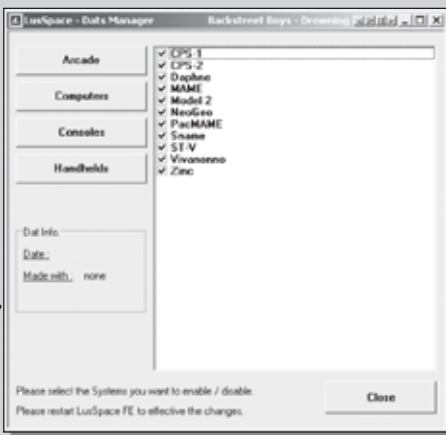 LusSpace - Dats Manager
Backstreet Boys - Drowning
Arcade
Computers
Consoles
Handhelds
CPS-1
CPS-2
Daphne
MAME
Model 2
NeoGeo
PacMAME
Sname
ST-V
Vivanonno
Zinc
Dat Info.
Date :
Made with : none
Please select the Systems you want to enable / disable.
Please restart LusSpace FE to effective the changes.
Close